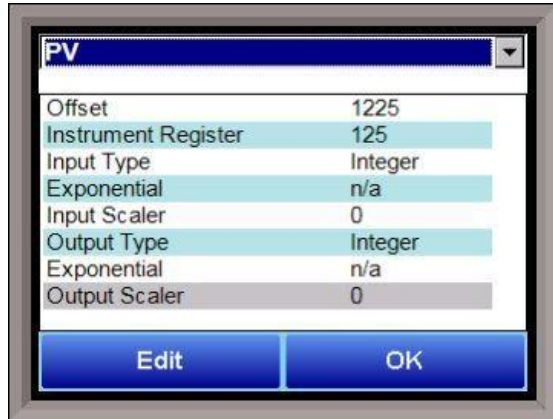 PV
Offset 1225
Instrument Register 125
Input Type Integer
Exponential n/a
Input Scaler 0
Output Type Integer
Exponential n/a
Output Scaler 0
Edit OK